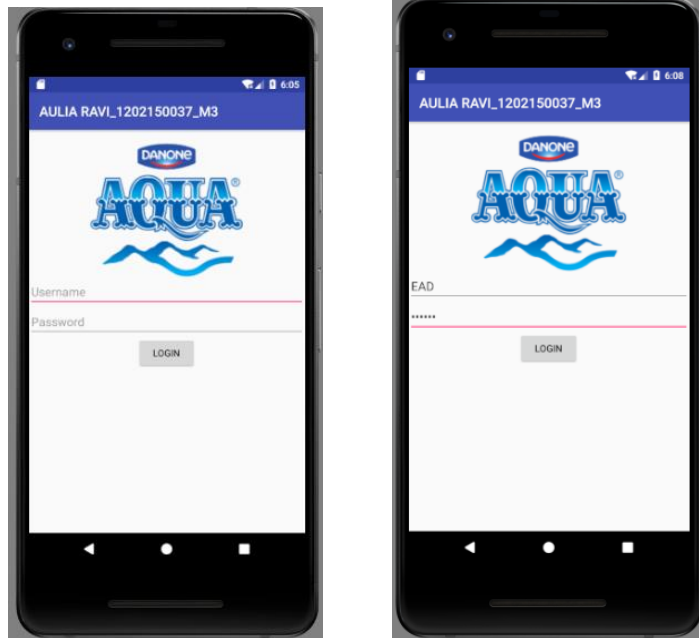 6:05
AULIA RAVI_1202150037_M3
DANONE
AQUA®
Username
Password
LOGIN
6:08
AULIA RAVI_1202150037_M3
DANONE
AQUA®
EAD
••••••
LOGIN